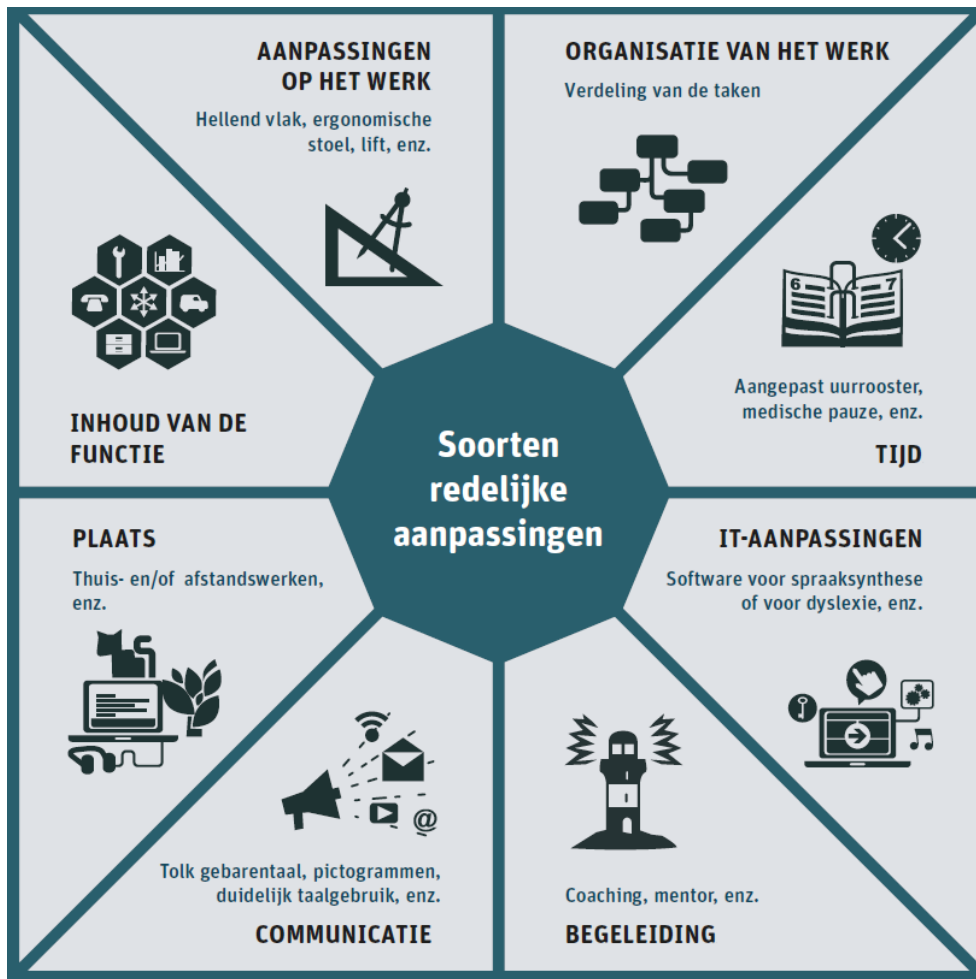 AANPASSINGEN
OP HET WERK
Hellend vlak, ergonomische
stoel, lift, enz.
ORGANISATIE VAN HET WERK
Verdeling van de taken
6 7
Aangepast uurrooster,
medische pauze, enz.
TIJD
INHOUD VAN DE
FUNCTIE
Soorten
redelijke
aanpassingen
PLAATS
Thuis- en/of afstandswerken,
enz.
IT-AANPASSINGEN
Software voor spraaksynthese
of voor dyslexie, enz.
@
Tolk gebarentaal, pictogrammen,
duidelijk taalgebruik, enz.
COMMUNICATIE
Coaching, mentor, enz.
BEGELEIDING